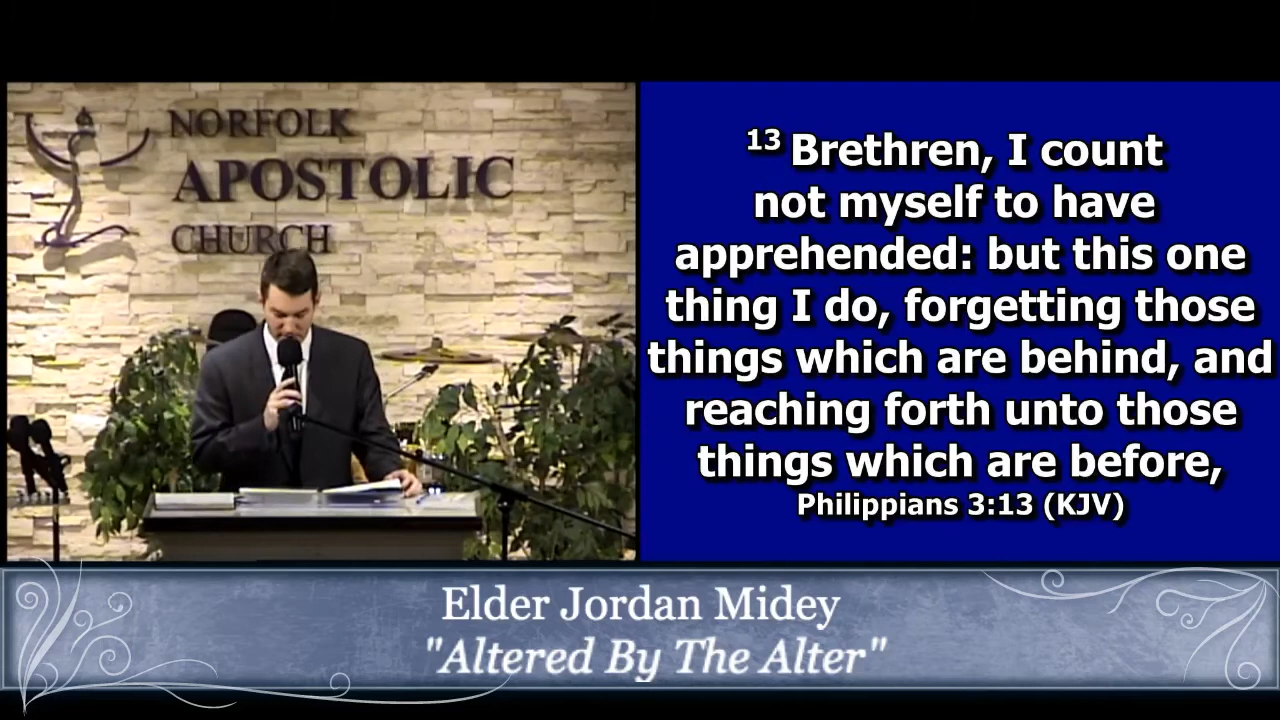 NORFOLK
APOSTOLIC
CHURCH
13 Brethren, I count
not myself to have
apprehended: but this one
thing I do, forgetting those
things which are behind, and
reaching forth unto those
things which are before,
Philippians 3:13 (KJV)
Elder Jordan Midey
"Altered By The Alter"